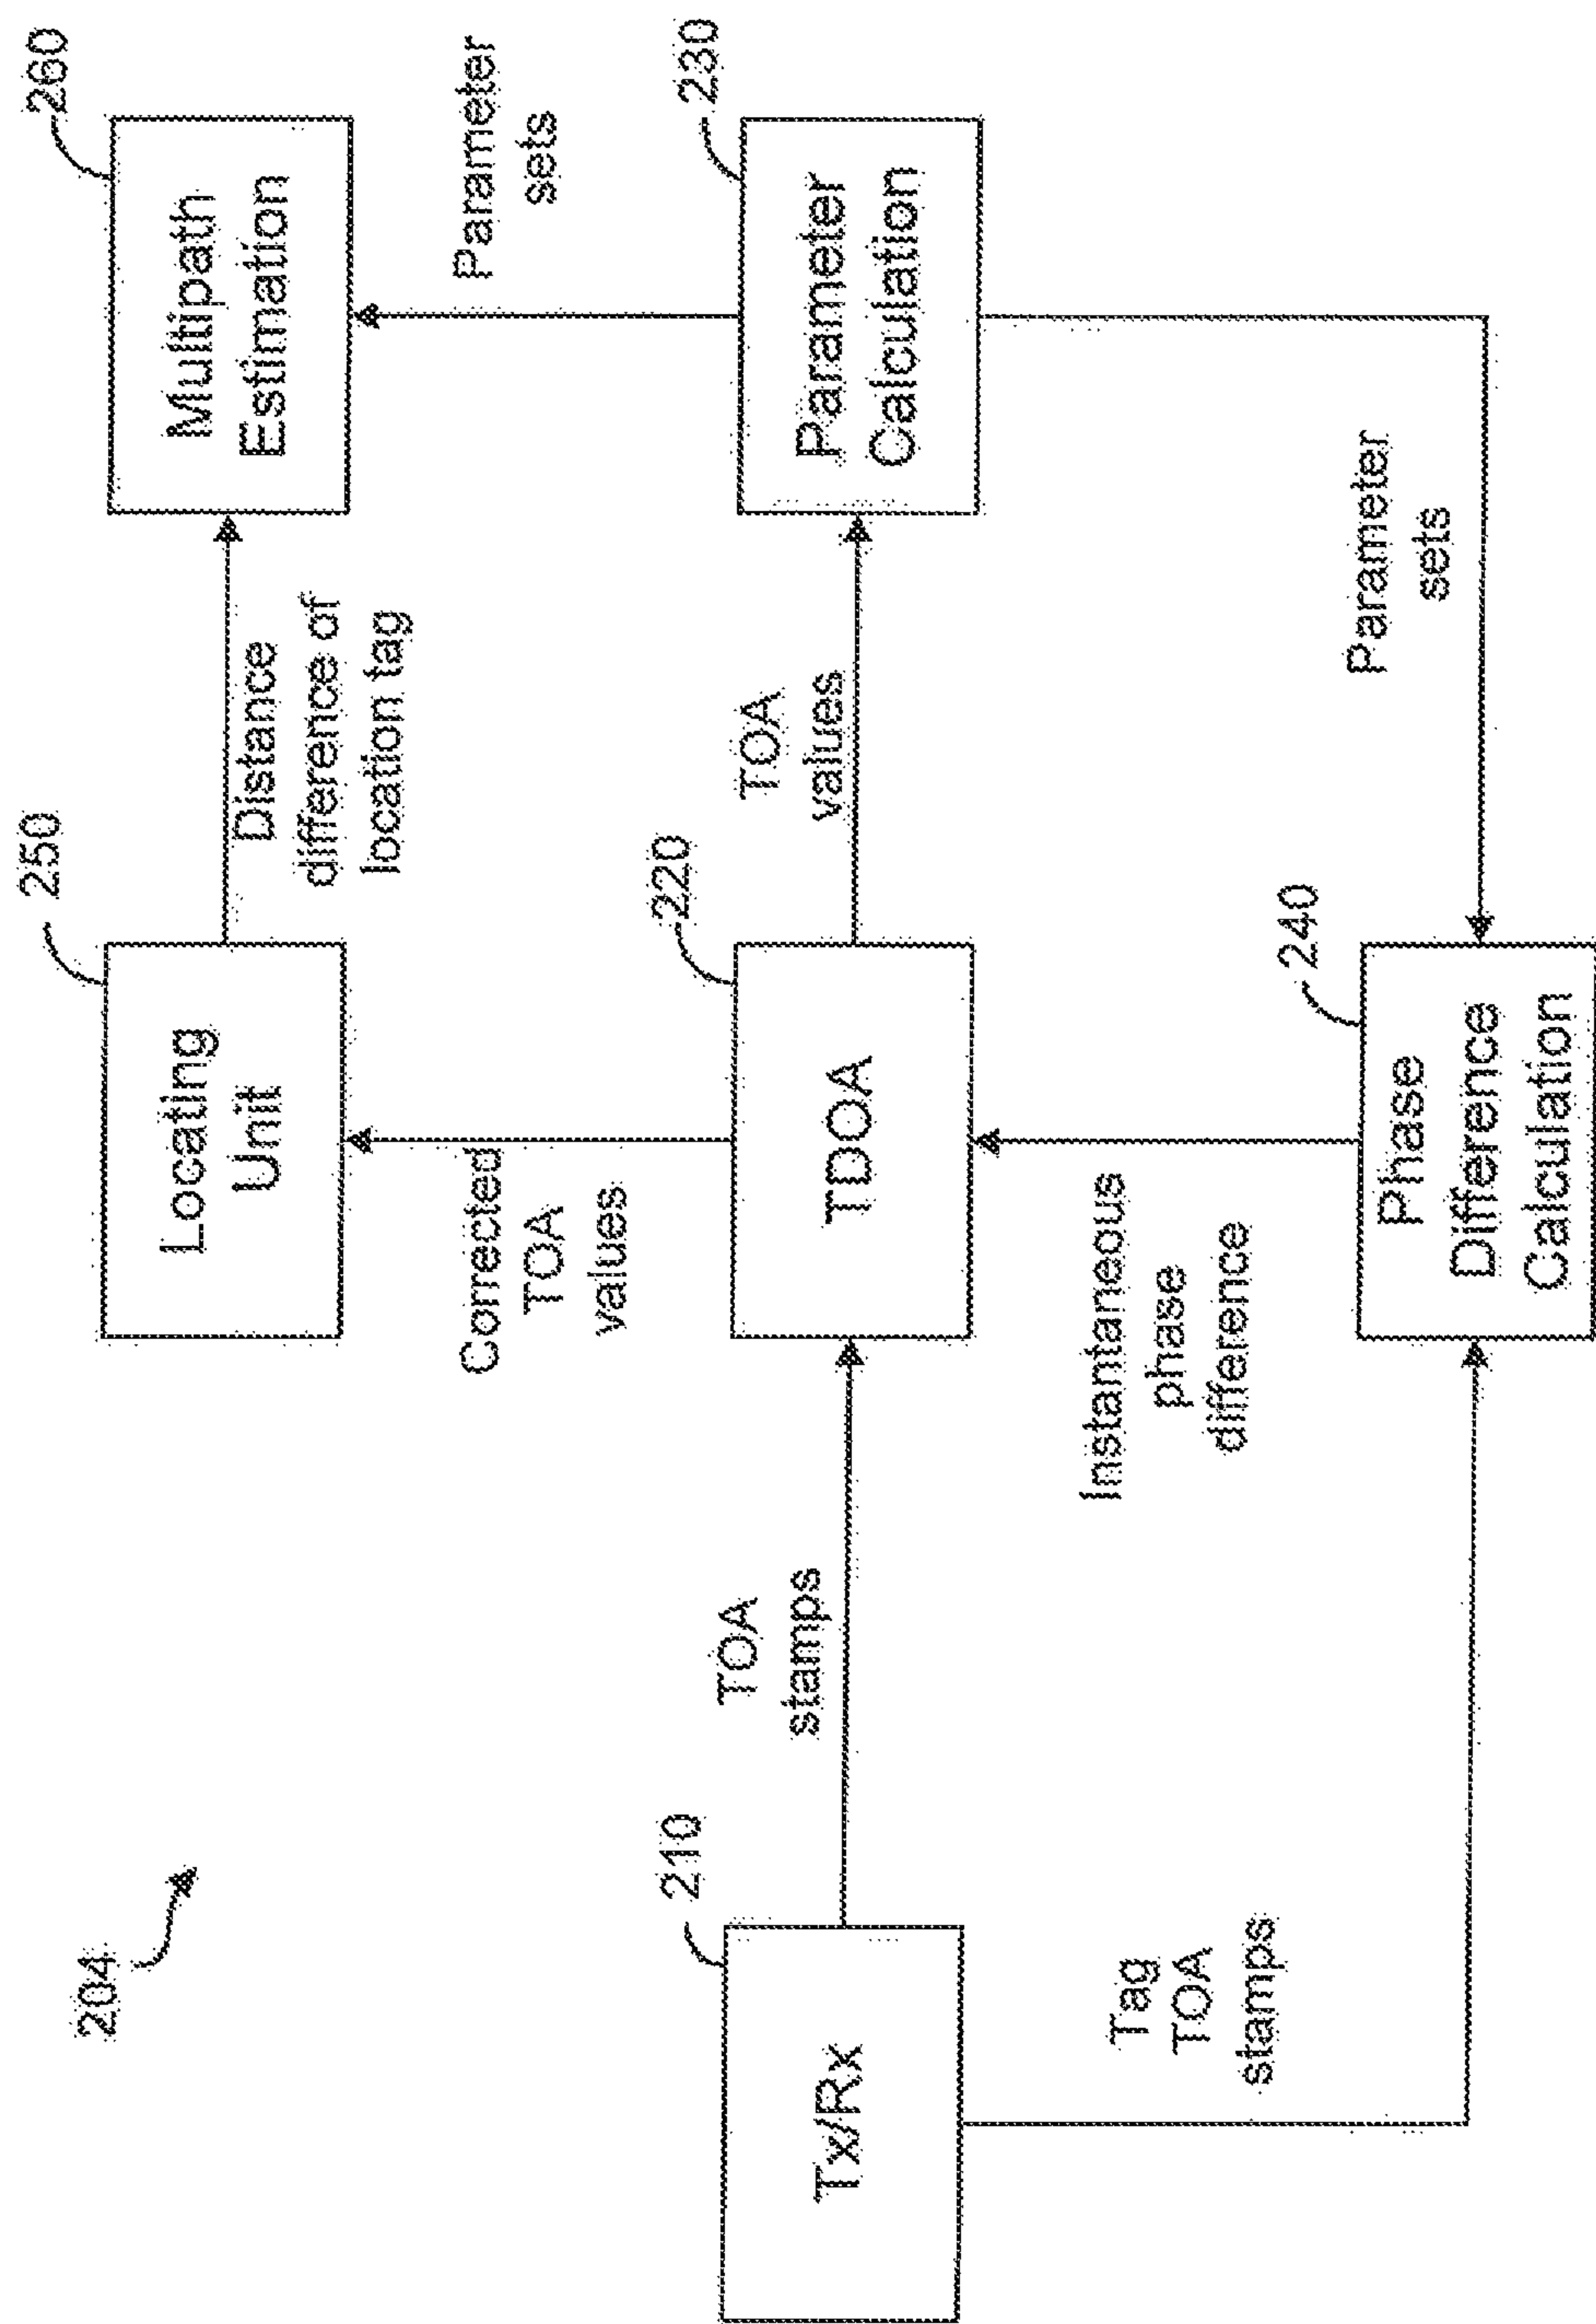 204
250
Locating
Unit
Distance
difference of
location tag
260
Multipath
Estimation
Corrected
TOA
values
Parameter
sets
210
Tx/Rx
TOA
stamps
220
TDOA
TOA
values
230
Parameter
Calculation
Tag
TOA
stamps
Instantaneous
phase
difference
240
Phase
Difference
Calculation
Parameter
sets